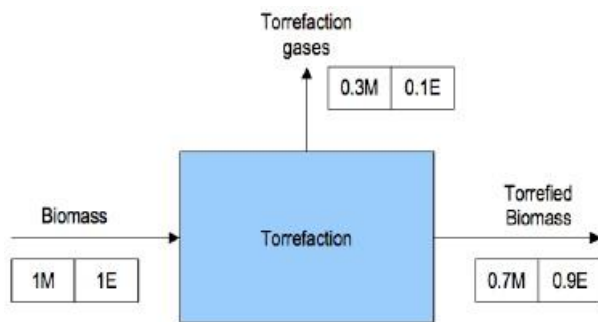 Torrefaction
gases
0.3M 0.1E
Biomass
Torrefaction
Torrefied
Biomass
1M 1E
0.7M 0.9E